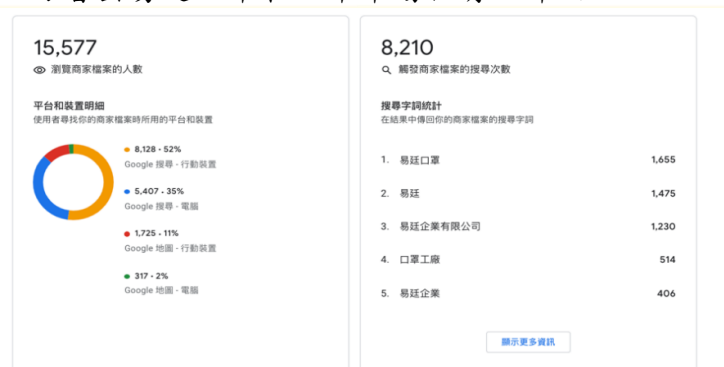 15,577
瀏覽商家檔案的人數
平台和裝置明細
使用者尋找你的商家檔案時所用的平台和裝置
8,128 · 52%
Google 搜尋 - 行動裝置
5,407 · 35%
Google 搜尋 - 電腦
1,725 · 11%
Google 地圖 - 行動裝置
317 · 2%
Google 地圖 - 電腦
8,210
觸發商家檔案的搜尋次數
搜尋字詞統計
在結果中傳回你的商家檔案的搜尋字詞
1. 易廷口罩 1,655
2. 易廷 1,475
3. 易廷企業有限公司 1,230
4. 口罩工廠 514
5. 易廷企業 406
顯示更多資訊